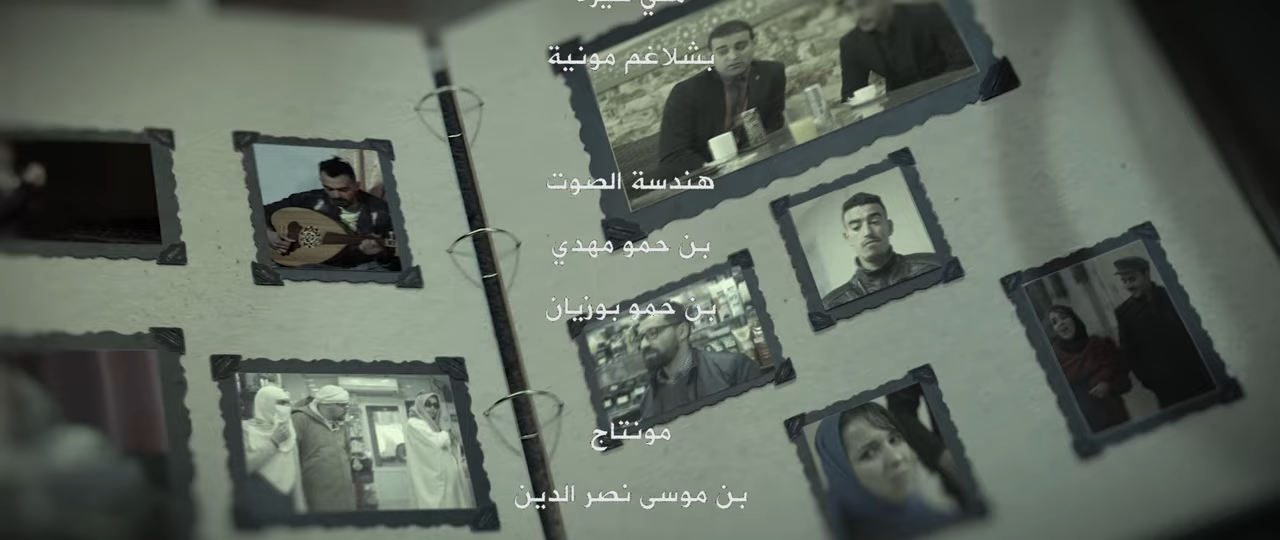 بشلاغم مونية
هندسة الصوت
بن حمو مهدي
بن حمو بوزيان
مونتاج
بن موسى نصر الدين